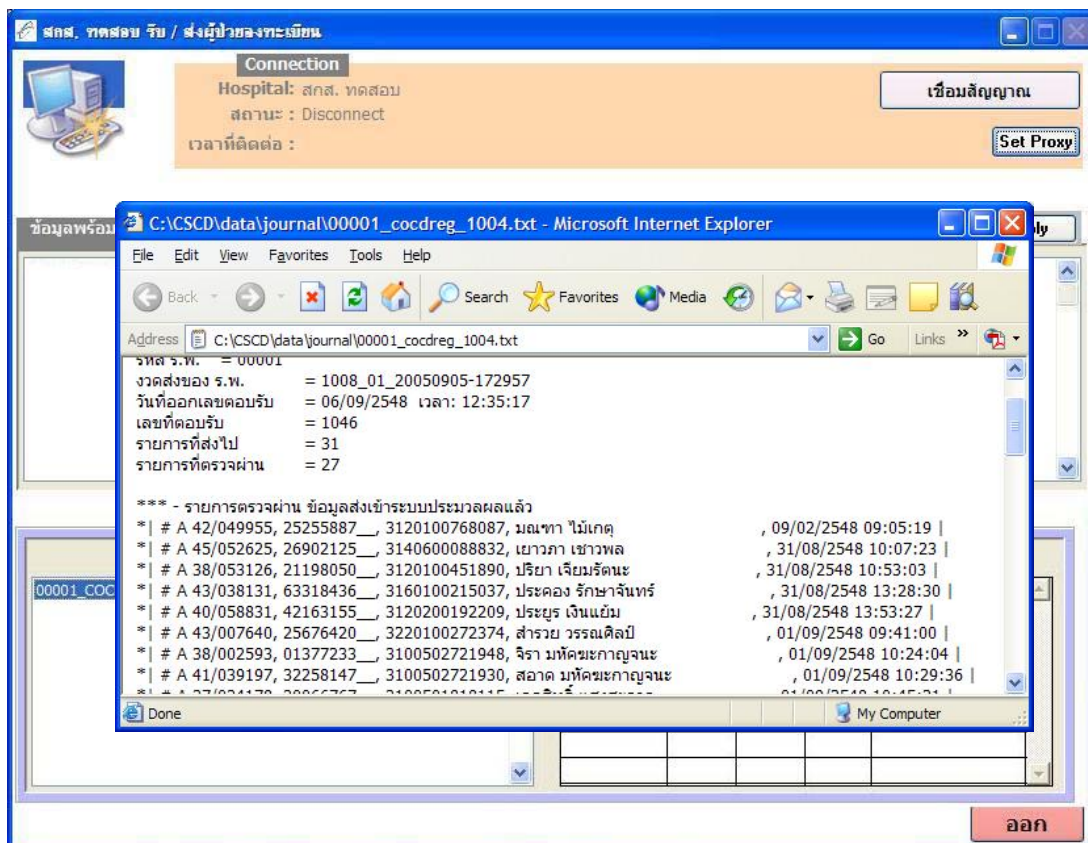 สกส. ทดสอบ รับ / ส่งผู้ป่วยลงทะเบียน
Connection
Hospital: สกส. ทดสอบ
สถานะ : Disconnect
เวลาที่ติดต่อ :
เชื่อมสัญญาณ
Set Proxy
ข้อมูลพร้อม
ly
C:\CSCD\data\journal\00001_cocdreg_1004.txt - Microsoft Internet Explorer
File Edit View Favorites Tools Help
Back Search Favorites Media
Address C:\CSCD\data\journal\00001_cocdreg_1004.txt Go Links »
รหัส ร.พ. = 00001
งวดส่งของ ร.พ. = 1008_01_20050905-172957
วันที่ออกเลขตอบรับ = 06/09/2548 เวลา: 12:35:17
เลขที่ตอบรับ = 1046
รายการที่ส่งไป = 31
รายการที่ตรวจผ่าน = 27
*** - รายการตรวจผ่าน ข้อมูลส่งเข้าระบบประมวลผลแล้ว
*| # A 42/049955, 25255887__, 3120100768087, มณฑา ไม้เกตุ , 09/02/2548 09:05:19 |
*| # A 45/052625, 26902125__, 3140600088832, เยาวภา เชาวพล , 31/08/2548 10:07:23 |
*| # A 38/053126, 21198050__, 3120100451890, ปริยา เจียมรัตนะ , 31/08/2548 10:53:03 |
*| # A 43/038131, 63318436__, 3160100215037, ประคอง รักษาจันทร์ , 31/08/2548 13:28:30 |
*| # A 40/058831, 42163155__, 3120200192209, ประยูร เงินแย้ม , 31/08/2548 13:53:27 |
*| # A 43/007640, 25676420__, 3220100272374, สำรวย วรรณศิลป์ , 01/09/2548 09:41:00 |
*| # A 38/002593, 01377233__, 3100502721948, จิรา มหัคฆะกาญจนะ , 01/09/2548 10:24:04 |
*| # A 41/039197, 32258147__, 3100502721930, สอาด มหัคฆะกาญจนะ , 01/09/2548 10:29:36 |
Done My Computer
00001_COC
ออก